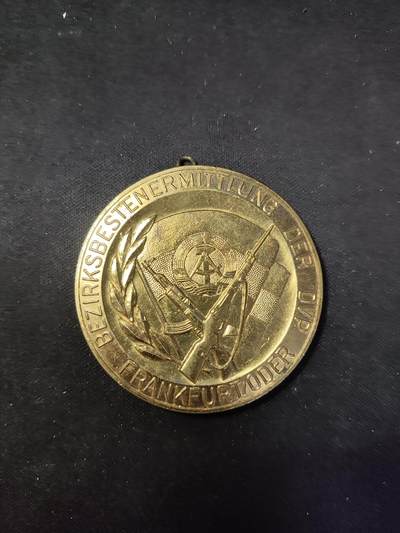 BEZIRKSBESTENERMITTLUNG DER DVP
FRANKFURT/ODER